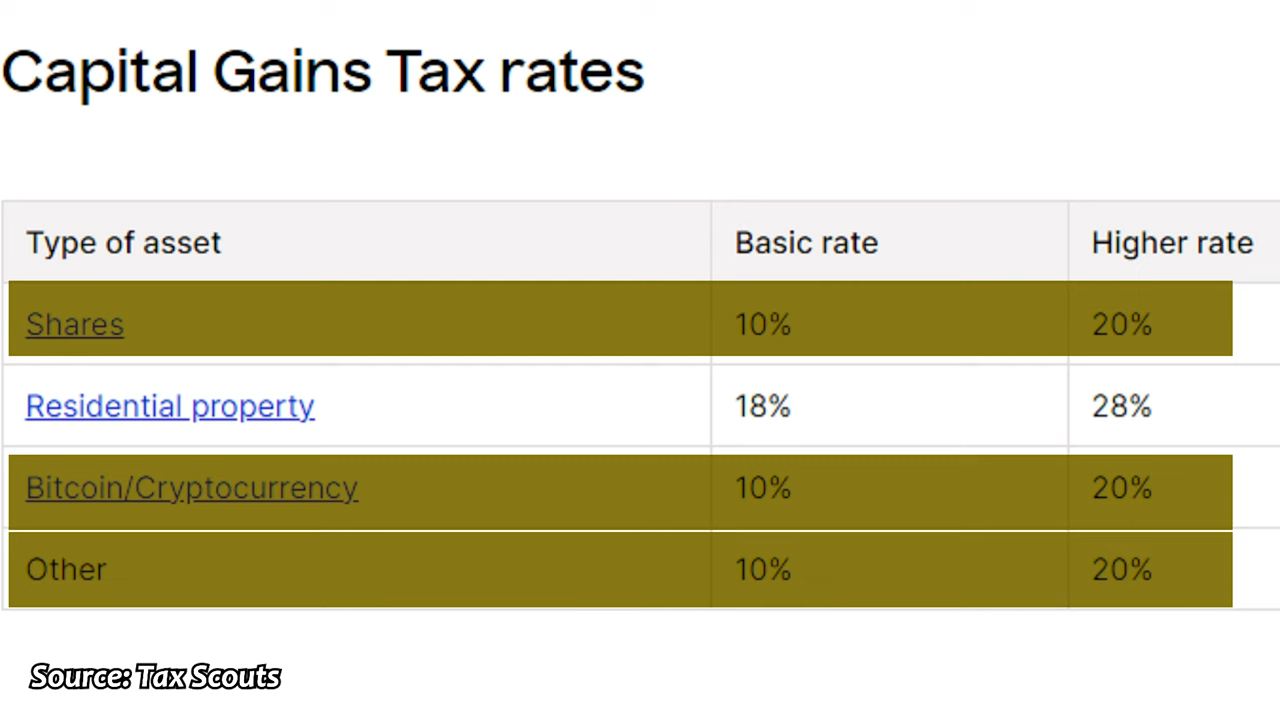 Capital Gains Tax rates
Type of asset Basic rate Higher rate
Shares 10% 20%
Residential property 18% 28%
Bitcoin/Cryptocurrency 10% 20%
Other 10% 20%
Source: Tax Scouts